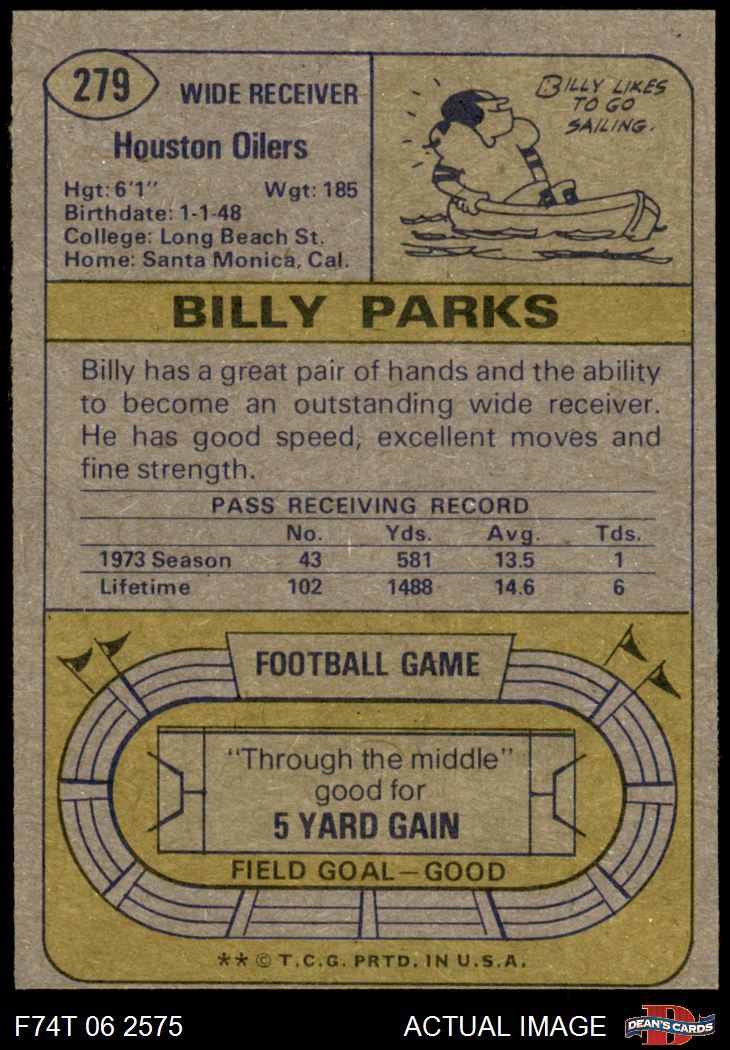 279
WIDE RECEIVER
Houston Oilers
Hgt: 6'1" Wgt: 185
Birthdate: 1-1-48
College: Long Beach St.
Home: Santa Monica, Cal.
BILLY LIKES
TO GO
SAILING.
BILLY PARKS
Billy has a great pair of hands and the ability
to become an outstanding wide receiver.
He has good speed, excellent moves and
fine strength.
PASS RECEIVING RECORD
No. Yds. Avg. Tds.
1973 Season 43 581 13.5 1
Lifetime 102 1488 14.6 6
FOOTBALL GAME
"Through the middle"
good for
5 YARD GAIN
FIELD GOAL—GOOD
** © T.C.G. PRTD. IN U.S.A.
F74T 06 2575 ACTUAL IMAGE
D
DEAN'S CARDS